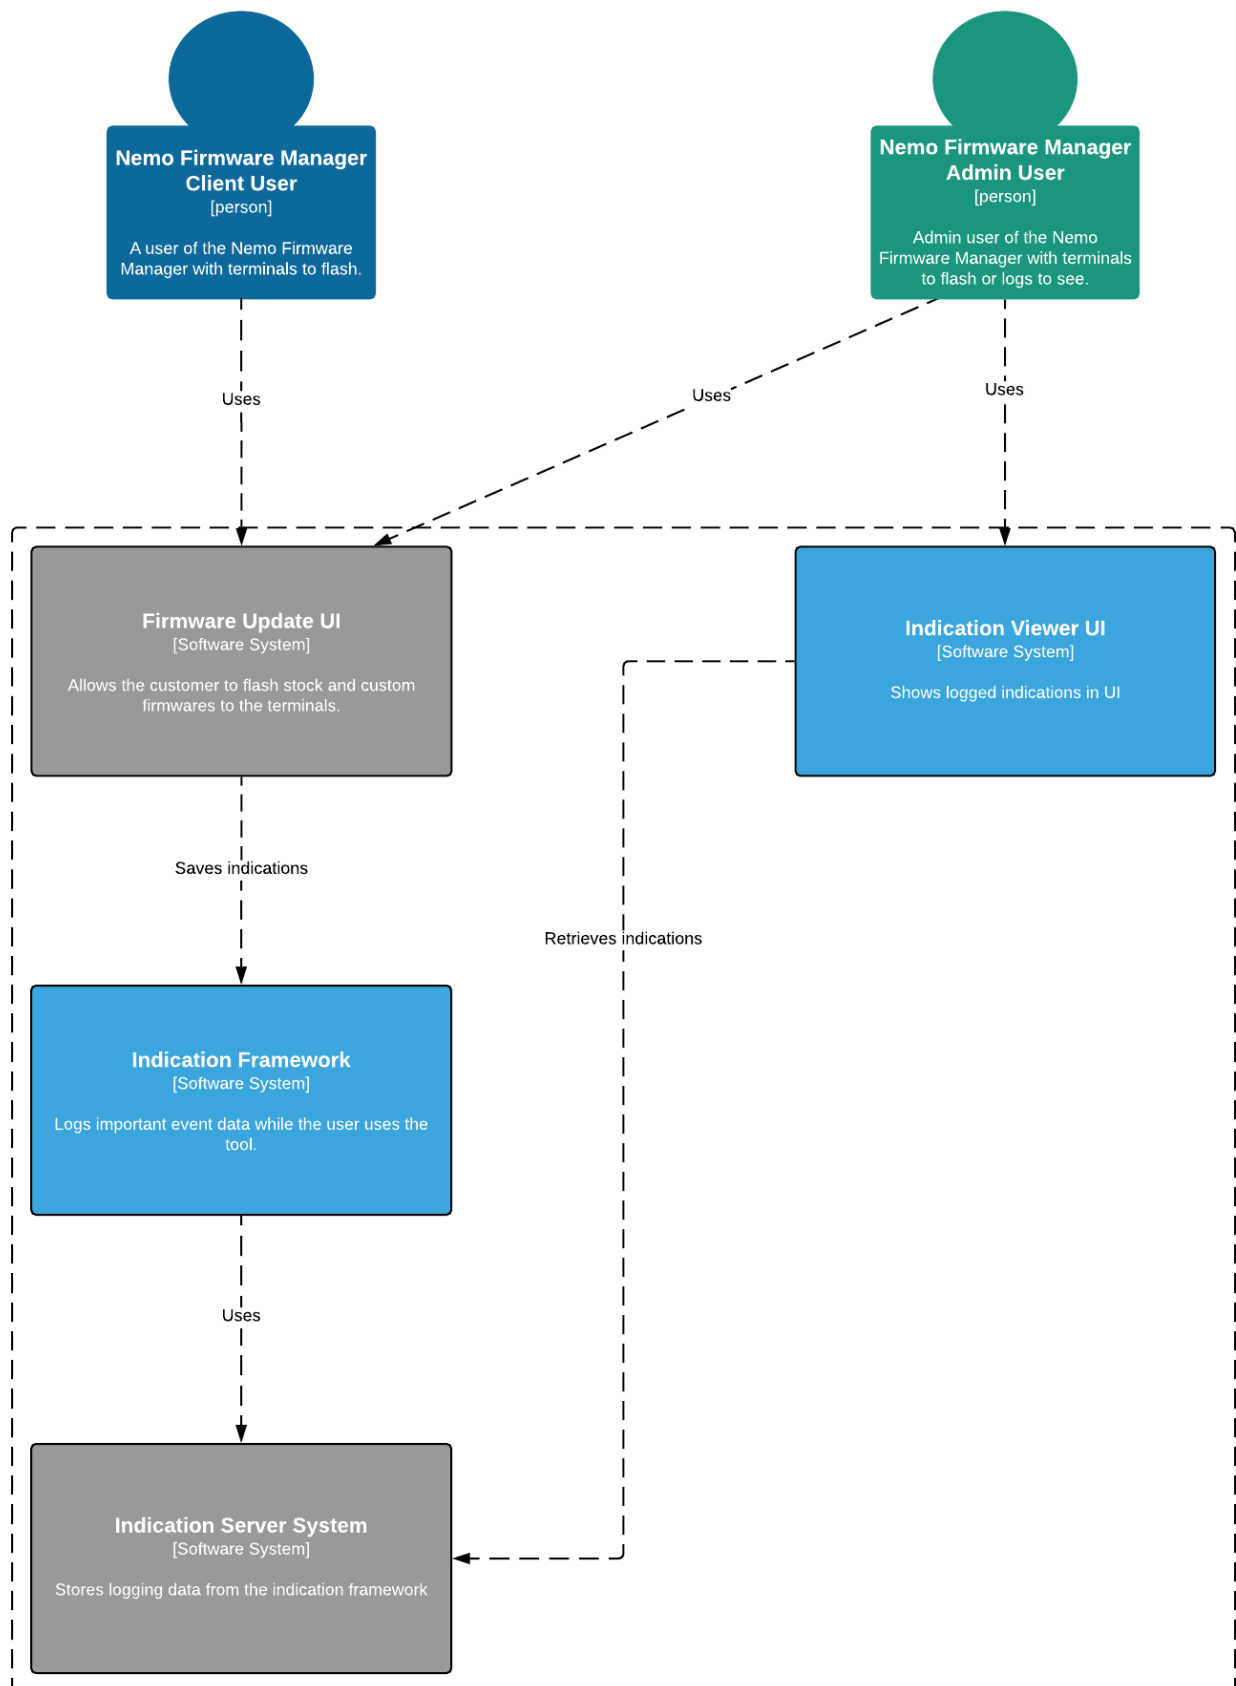 Nemo Firmware Manager
Client User
[person]
A user of the Nemo Firmware
Manager with terminals to flash.
Nemo Firmware Manager
Admin User
[person]
Admin user of the Nemo
Firmware Manager with terminals
to flash or logs to see.
Uses
Uses
Uses
Firmware Update UI
[Software System]
Allows the customer to flash stock and custom
firmwares to the terminals.
Indication Viewer UI
[Software System]
Shows logged indications in UI
Saves indications
Retrieves indications
Indication Framework
[Software System]
Logs important event data while the user uses the
tool.
Uses
Indication Server System
[Software System]
Stores logging data from the indication framework